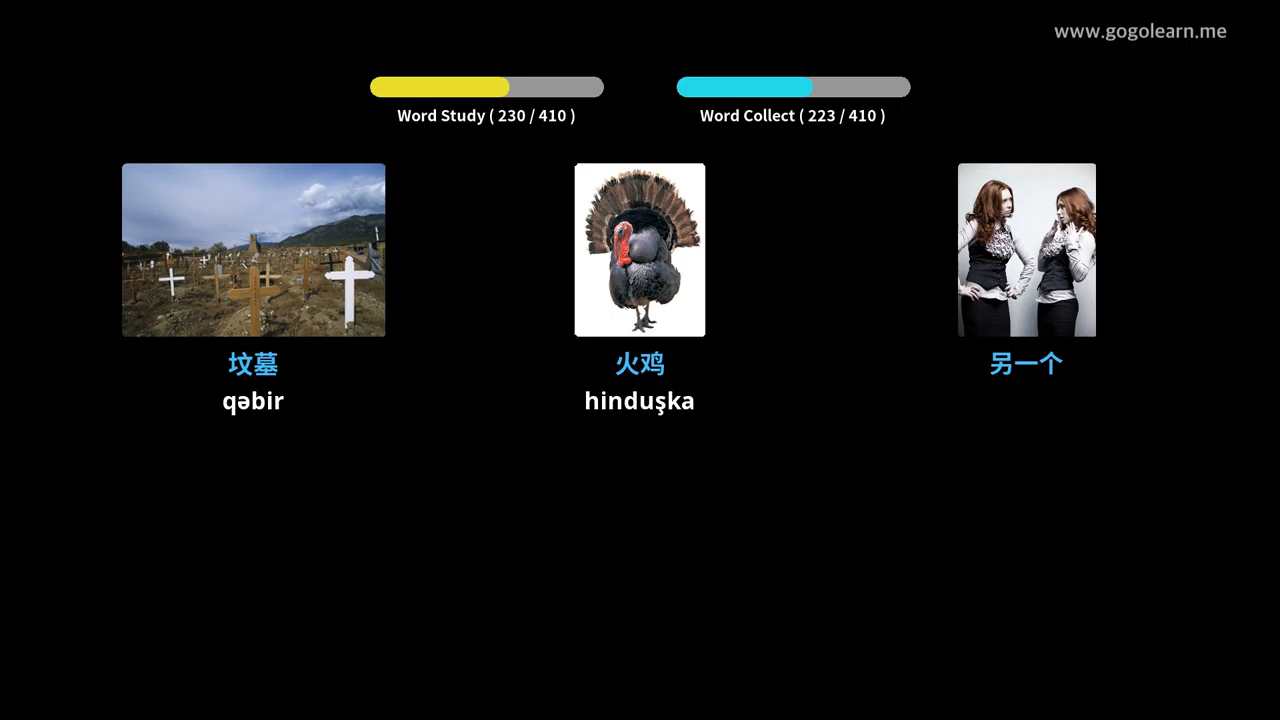 www.gogolearn.me
Word Study ( 230 / 410 )
Word Collect ( 223 / 410 )
坟墓
qəbir
火鸡
hinduşka
另一个